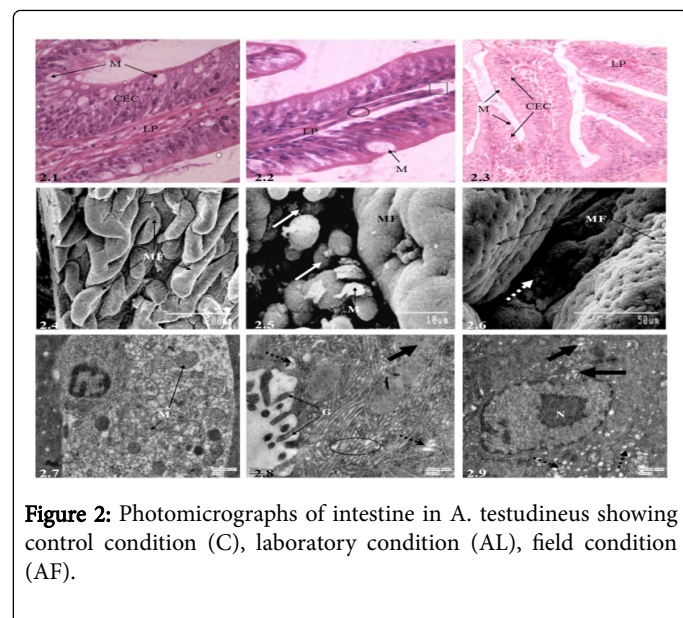 M
CEC
LP
2.1
LP
M
2.2
LP
M
CEC
2.3
MF
2.4
MF
M
10µm
2.5
MF
50µm
2.6
N
M
2.7
G
2.8
N
2.9
Figure 2: Photomicrographs of intestine in A. testudineus showing
control condition (C), laboratory condition (AL), field condition
(AF).